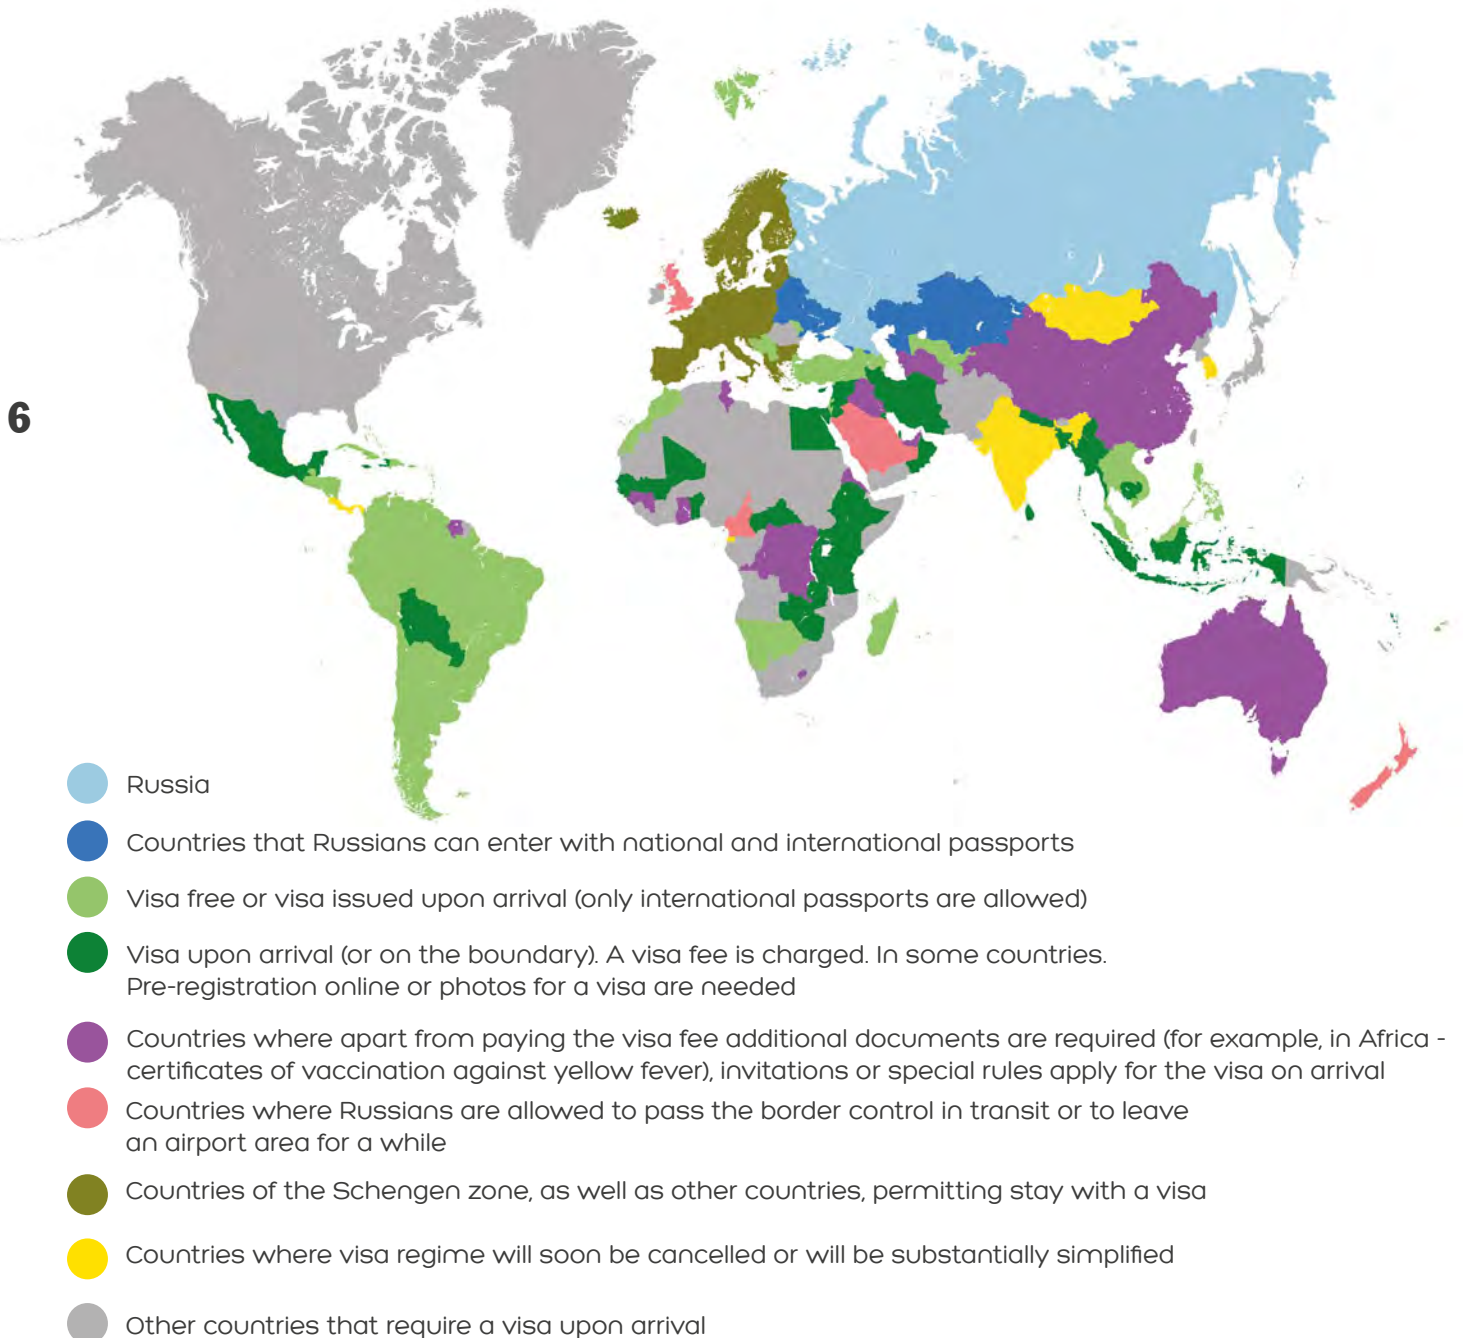 6
Russia
Countries that Russians can enter with national and international passports
Visa free or visa issued upon arrival (only international passports are allowed)
Visa upon arrival (or on the boundary). A visa fee is charged. In some countries.
Pre-registration online or photos for a visa are needed
Countries where apart from paying the visa fee additional documents are required (for example, in Africa -
certificates of vaccination against yellow fever), invitations or special rules apply for the visa on arrival
Countries where Russians are allowed to pass the border control in transit or to leave
an airport area for a while
Countries of the Schengen zone, as well as other countries, permitting stay with a visa
Countries where visa regime will soon be cancelled or will be substantially simplified
Other countries that require a visa upon arrival